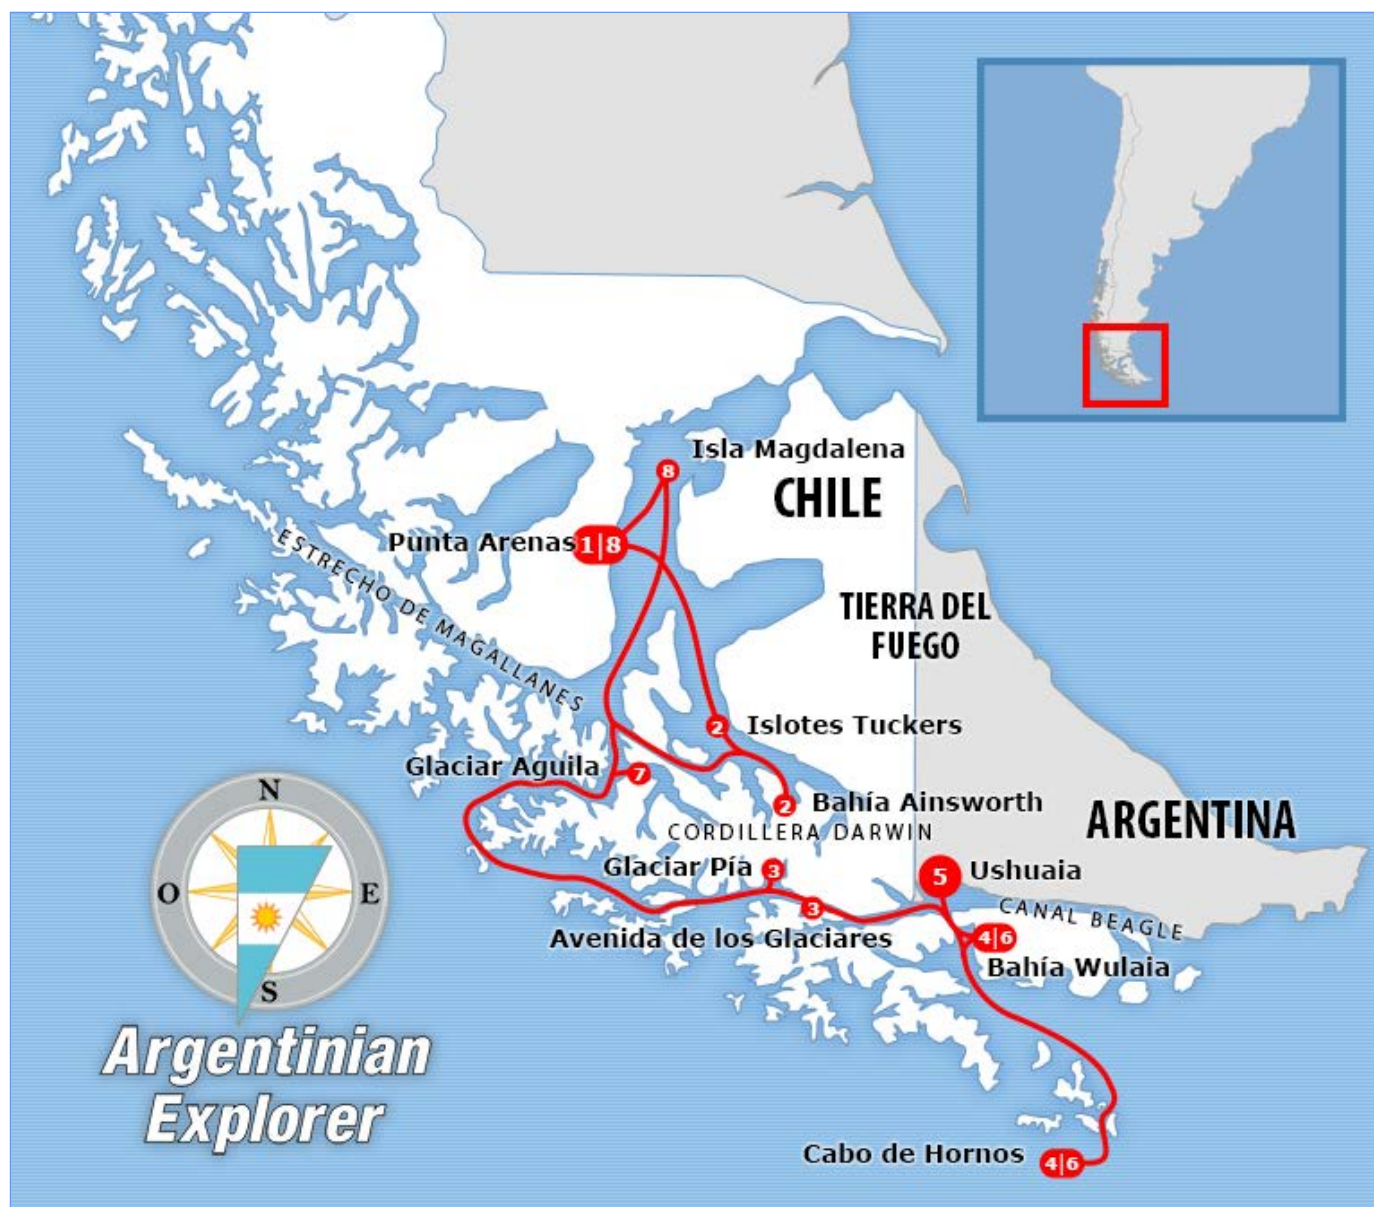 Isla Magdalena
8
CHILE
Punta Arenas
1|8
ESTRECHO DE MAGALLANES
TIERRA DEL
FUEGO
2
Islotes Tuckers
Glaciar Aguila
7
2
Bahía Ainsworth
CORDILLERA DARWIN
ARGENTINA
Glaciar Pía
3
5
Ushuaia
3
CANAL BEAGLE
Avenida de los Glaciares
4|6
Bahía Wulaia
Cabo de Hornos
4|6
N
O
E
S
Argentinian
Explorer